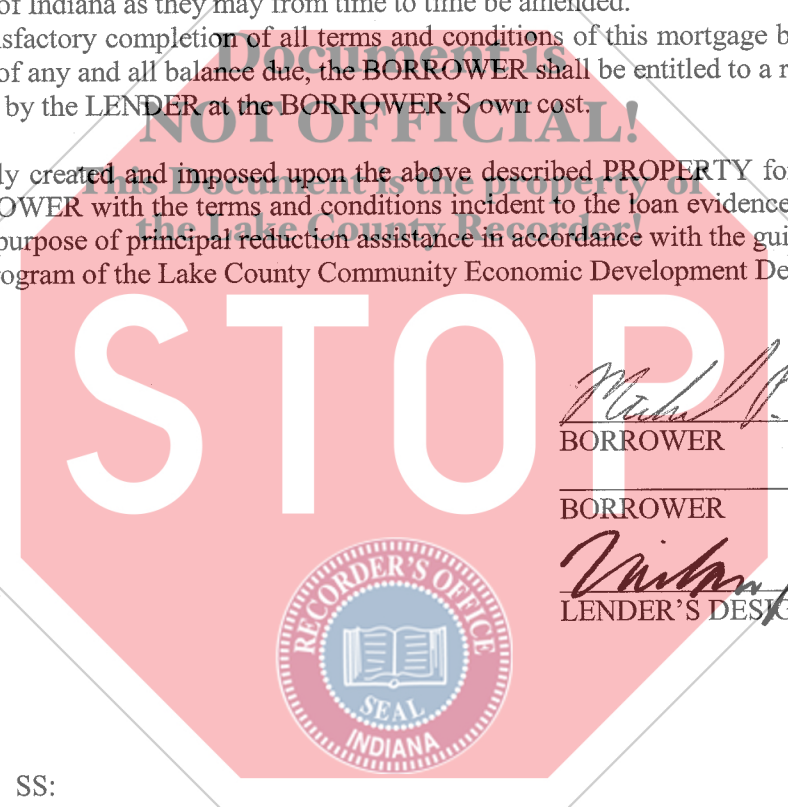 of Indiana as they may from time to time be amended.
isfactory completion of all terms and conditions of this mortgage b
Document is
of any and all balance due, the BORROWER shall be entitled to a r
by the LENDER at the BORROWER'S own cost.
NOT OFFICIAL!
ly created and imposed upon the above described PROPERTY fo
This Document is the property of
OWER with the terms and conditions incident to the loan evidence
the Lake County Recorder!
purpose of principal reduction assistance in accordance with the gui
rogram of the Lake County Community Economic Development De
STOP
BORROWER
BORROWER
LENDER'S DESIG
RECORDER'S OFFICE
SEAL
INDIANA
SS: